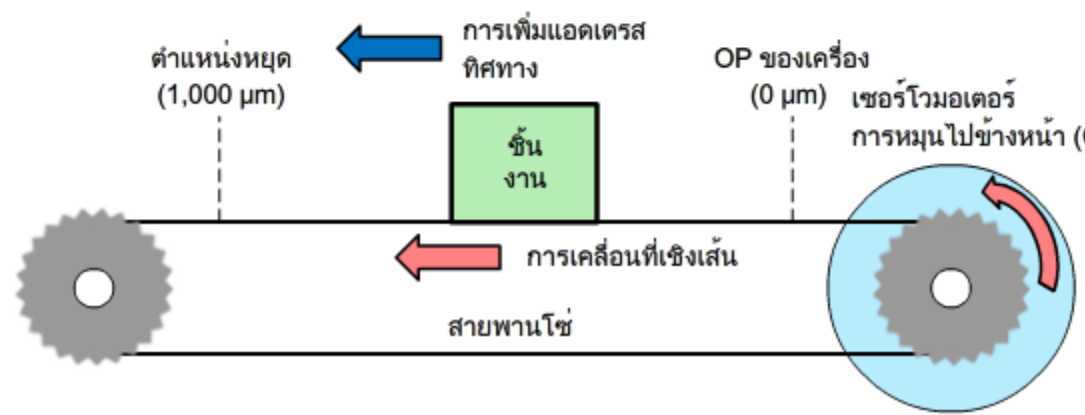 การเพิ่มแอดเดรส
ทิศทาง
ตำแหน่งหยุด
(1,000 µm)
OP ของเครื่อง
(0 µm)
เซอร์โวมอเตอร์
การหมุนไปข้างหน้า (
ชิ้น
งาน
การเคลื่อนที่เชิงเส้น
สายพานโซ่